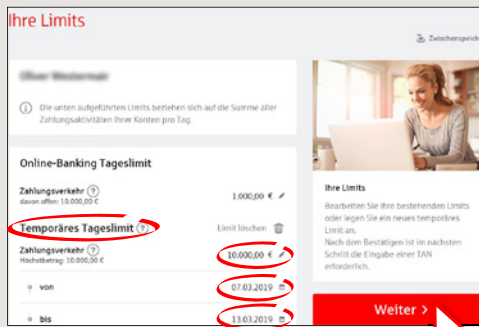 Ihre Limits
Zwischenspeich
Die unten aufgeführten Limits beziehen sich auf die Summe aller
Zahlungsaktivitäten Ihrer Konten pro Tag.
Online-Banking Tageslimit
Zahlungsverkehr ?
davon offen: 10.000,00 €
1.000,00 €
Temporäres Tageslimit ?
Limit löschen
Zahlungsverkehr ?
Höchstbetrag: 10.000,00 €
10.000,00 €
von
07.03.2019
bis
13.03.2019
Ihre Limits
Bearbeiten Sie Ihre bestehenden Limits
oder legen Sie ein neues temporäres
Limit an.
Nach dem Bestätigen ist im nächsten
Schritt die Eingabe einer TAN
erforderlich.
Weiter >